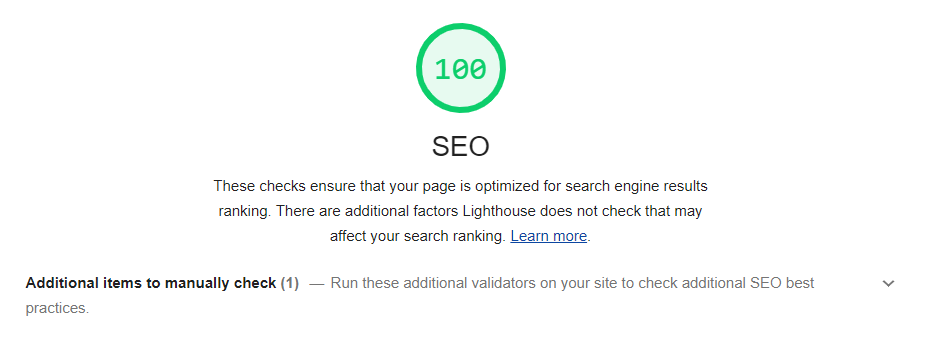 100
SEO
These checks ensure that your page is optimized for search engine results
ranking. There are additional factors Lighthouse does not check that may
affect your search ranking. Learn more.
Additional items to manually check (1) — Run these additional validators on your site to check additional SEO best
practices.